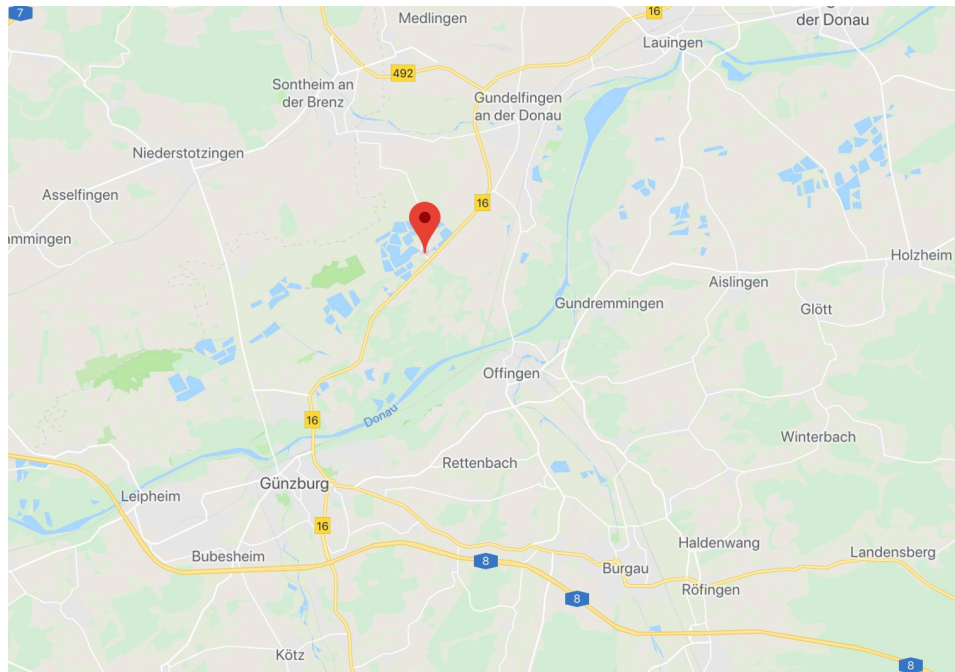 7
Medlingen
16
der Donau
Lauingen
492
Sontheim an
der Brenz
Gundelfingen
an der Donau
Niederstotzingen
Asselfingen
16
ammingen
Holzheim
Aislingen
Gundremmingen
Glött
Offingen
Donau
16
Winterbach
Rettenbach
Günzburg
Leipheim
16
Haldenwang
Bubesheim
Landensberg
8
Burgau
Röfingen
8
Kötz
8